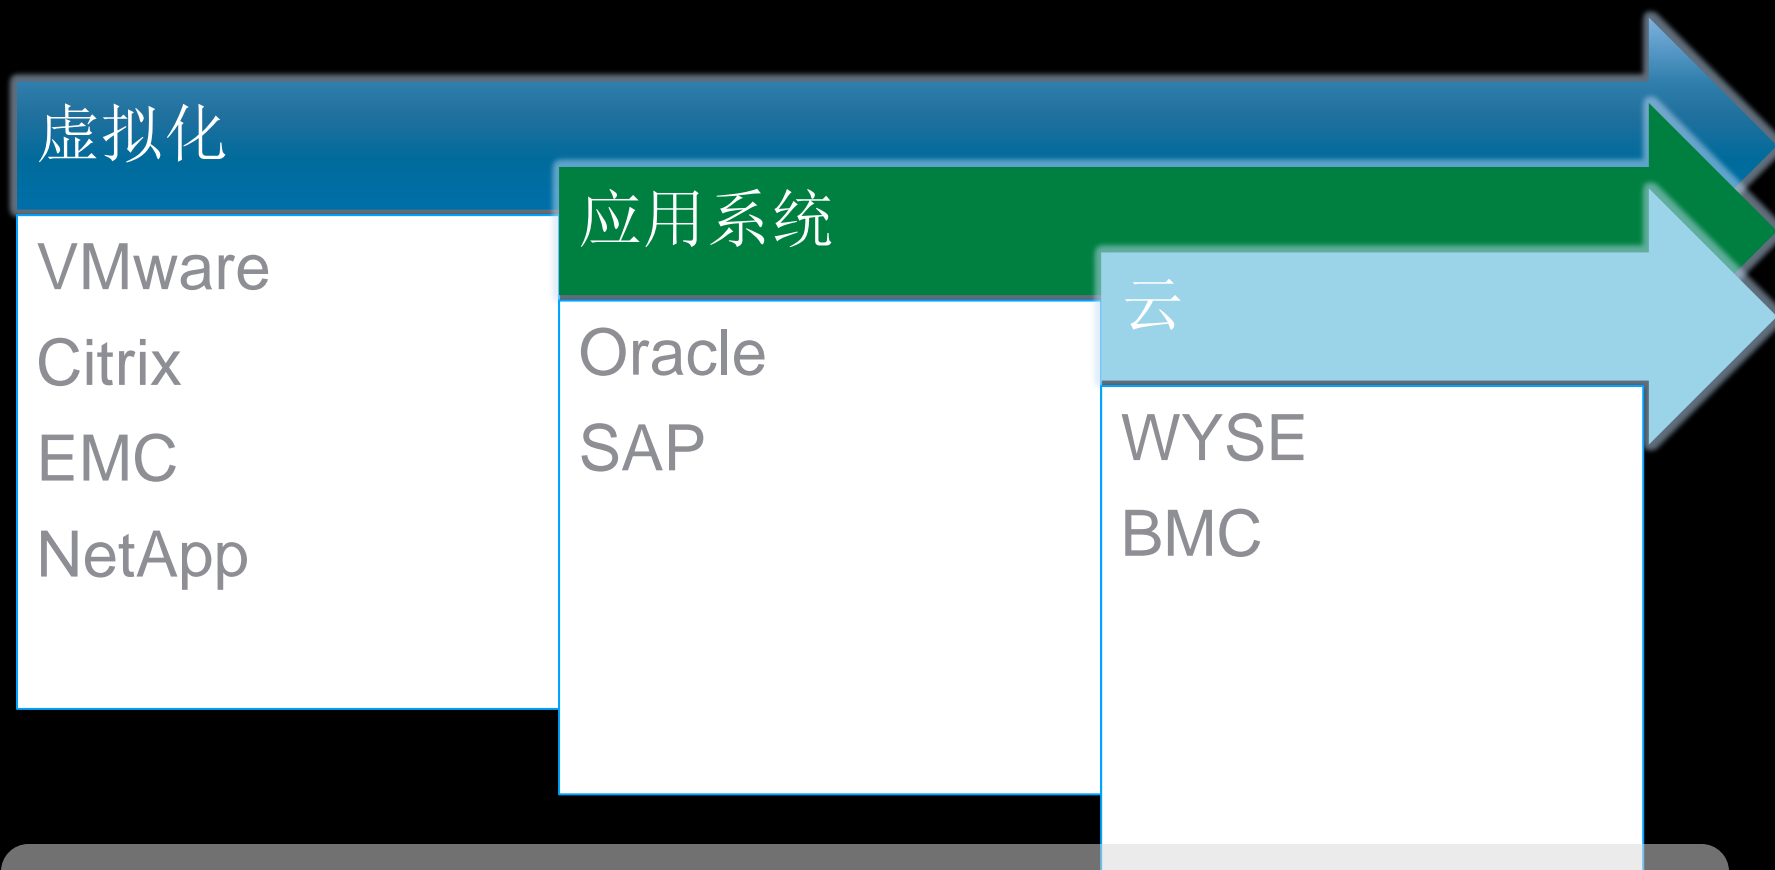 虚拟化
VMware
Citrix
EMC
NetApp
应用系统
Oracle
SAP
云
WYSE
BMC